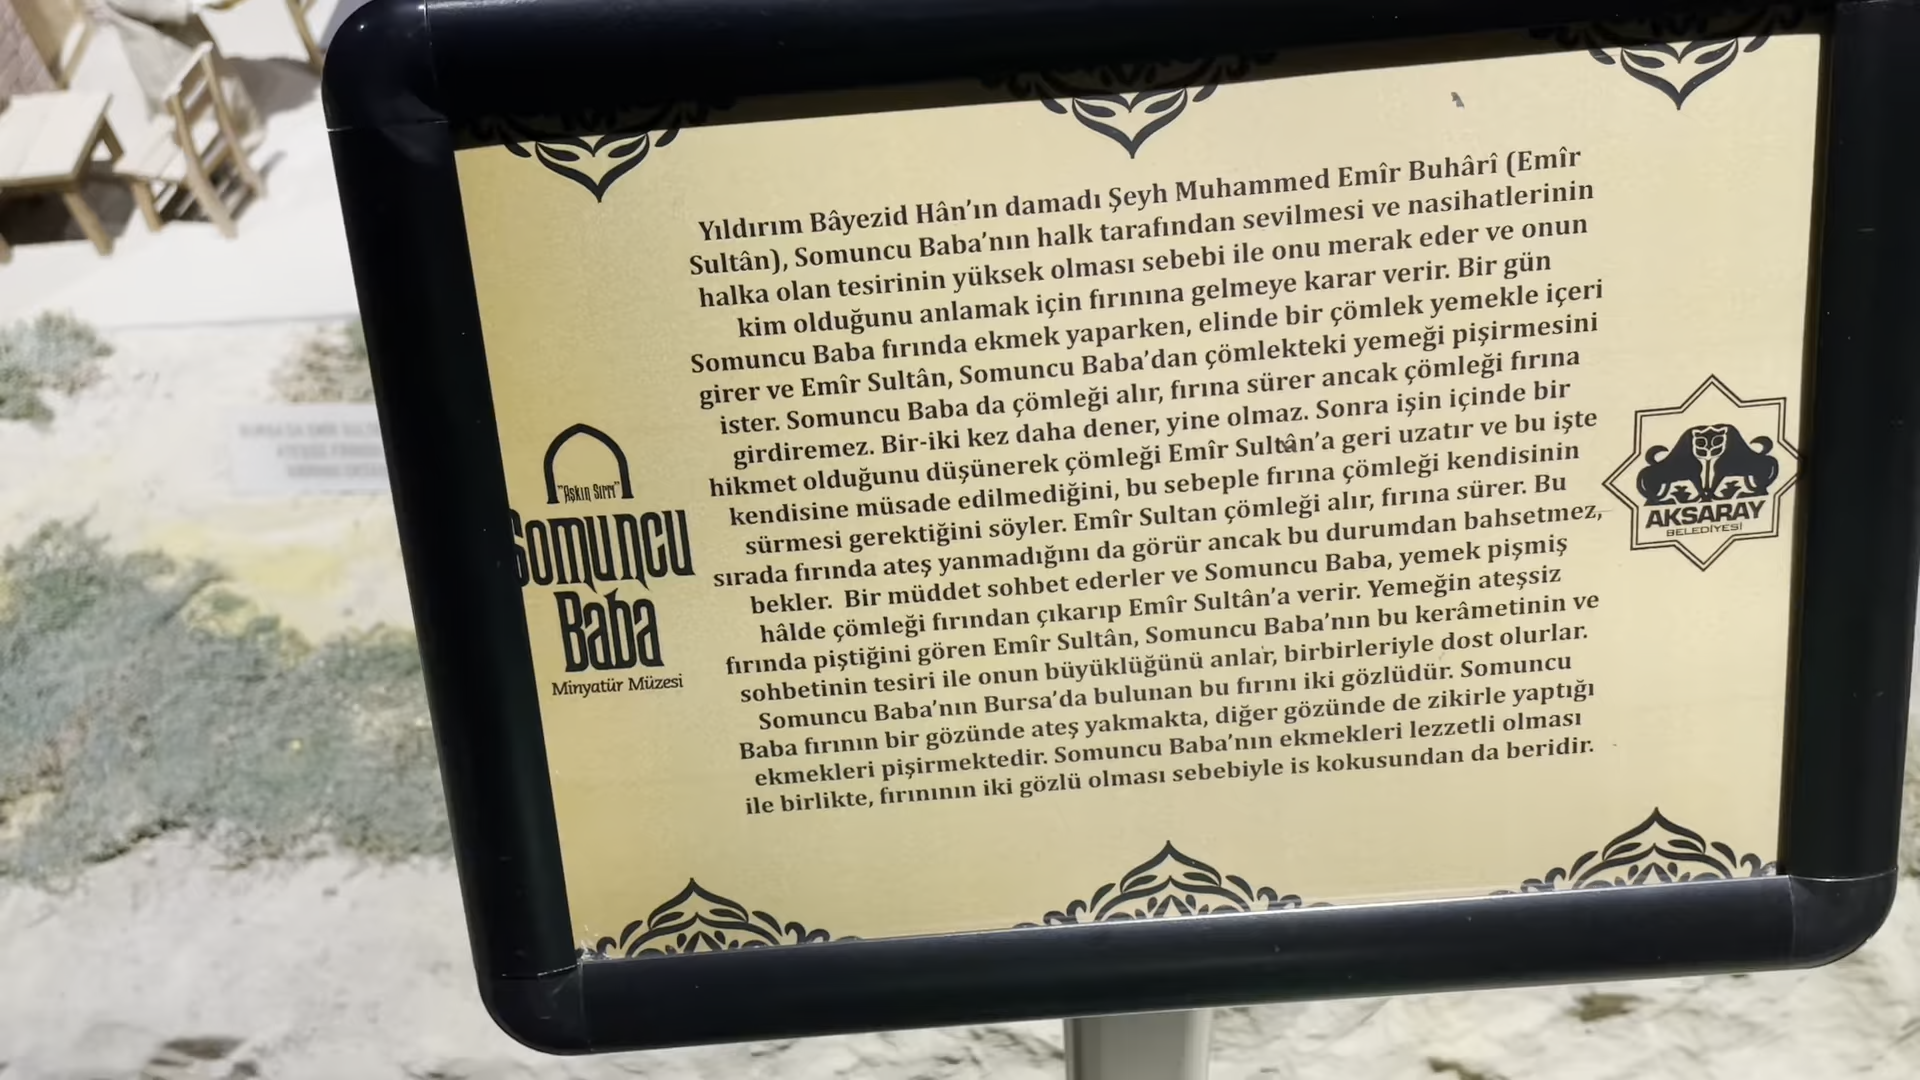 Yıldırım Bâyezid Hân'ın damadı Şeyh Muhammed Emîr Buhârî (Emîr
Sultân), Somuncu Baba'nın halk tarafından sevilmesi ve nasihatlerinin
halka olan tesirinin yüksek olması sebebi ile onu merak eder ve onun
kim olduğunu anlamak için fırınına gelmeye karar verir. Bir gün
Somuncu Baba fırında ekmek yaparken, elinde bir çömlek yemekle içeri
girer ve Emîr Sultân, Somuncu Baba'dan çömlekteki yemeği pişirmesini
ister. Somuncu Baba da çömleği alır, fırına sürer ancak çömleği fırına
girdiremez. Bir-iki kez daha dener, yine olmaz. Sonra işin içinde bir
hikmet olduğunu düşünerek çömleği Emîr Sultân'a geri uzatır ve bu işte
kendisine müsade edilmediğini, bu sebeple fırına çömleği kendisinin
sürmesi gerektiğini söyler. Emîr Sultan çömleği alır, fırına sürer. Bu
sırada fırında ateş yanmadığını da görür ancak bu durumdan bahsetmez,
bekler. Bir müddet sohbet ederler ve Somuncu Baba, yemek pişmiş
hâlde çömleği fırından çıkarıp Emîr Sultân'a verir. Yemeğin ateşsiz
fırında piştiğini gören Emîr Sultân, Somuncu Baba'nın bu kerâmetinin ve
sohbetinin tesiri ile onun büyüklüğünü anlar, birbirleriyle dost olurlar.
Somuncu Baba'nın Bursa'da bulunan bu fırını iki gözlüdür. Somuncu
Baba fırının bir gözünde ateş yakmakta, diğer gözünde de zikirle yaptığı
ekmekleri pişirmektedir. Somuncu Baba'nın ekmekleri lezzetli olması
ile birlikte, fırınının iki gözlü olması sebebiyle is kokusundan da beridir.
"Aşkın Sırrı"
Somuncu
Baba
Minyatür Müzesi
AKSARAY
BELEDİYESİ